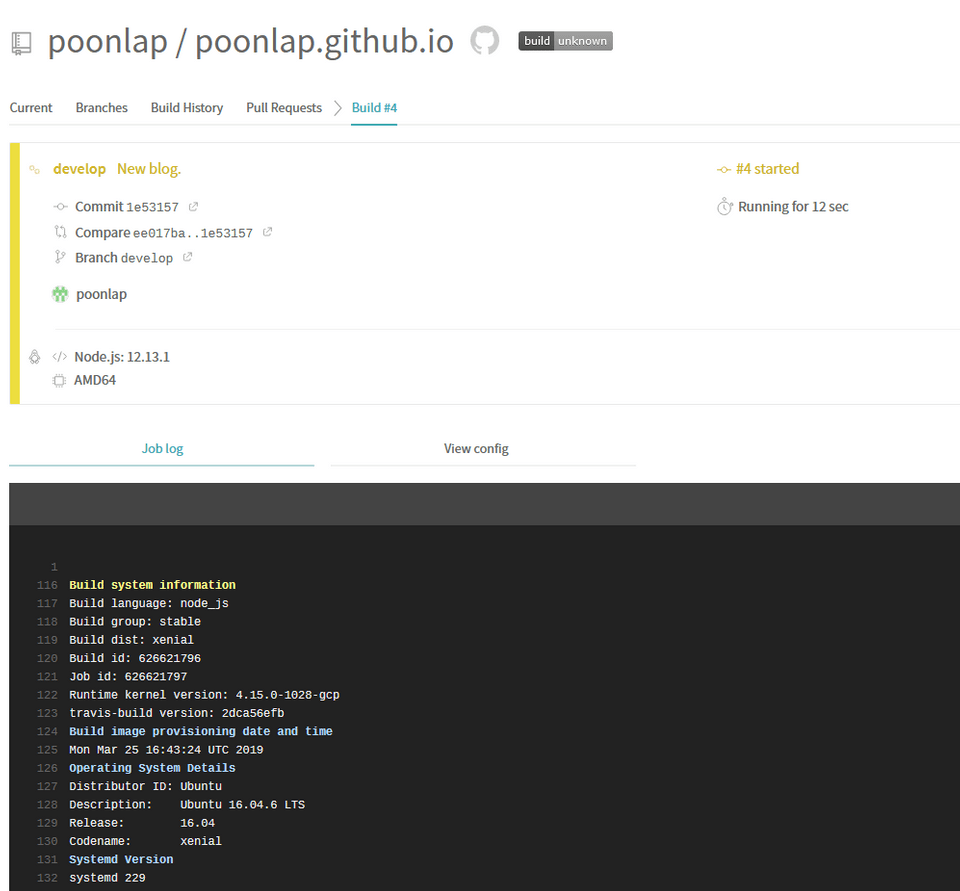 poonlap / poonlap.github.io build unknown
Current Branches Build History Pull Requests Build #4
develop New blog. #4 started
Commit 1e53157 Running for 12 sec
Compare ee017ba..1e53157
Branch develop
poonlap
Node.js: 12.13.1
AMD64
Job log View config
1
116 Build system information
117 Build language: node_js
118 Build group: stable
119 Build dist: xenial
120 Build id: 626621796
121 Job id: 626621797
122 Runtime kernel version: 4.15.0-1028-gcp
123 travis-build version: 2dca56efb
124 Build image provisioning date and time
125 Mon Mar 25 16:43:24 UTC 2019
126 Operating System Details
127 Distributor ID: Ubuntu
128 Description: Ubuntu 16.04.6 LTS
129 Release: 16.04
130 Codename: xenial
131 Systemd Version
132 systemd 229